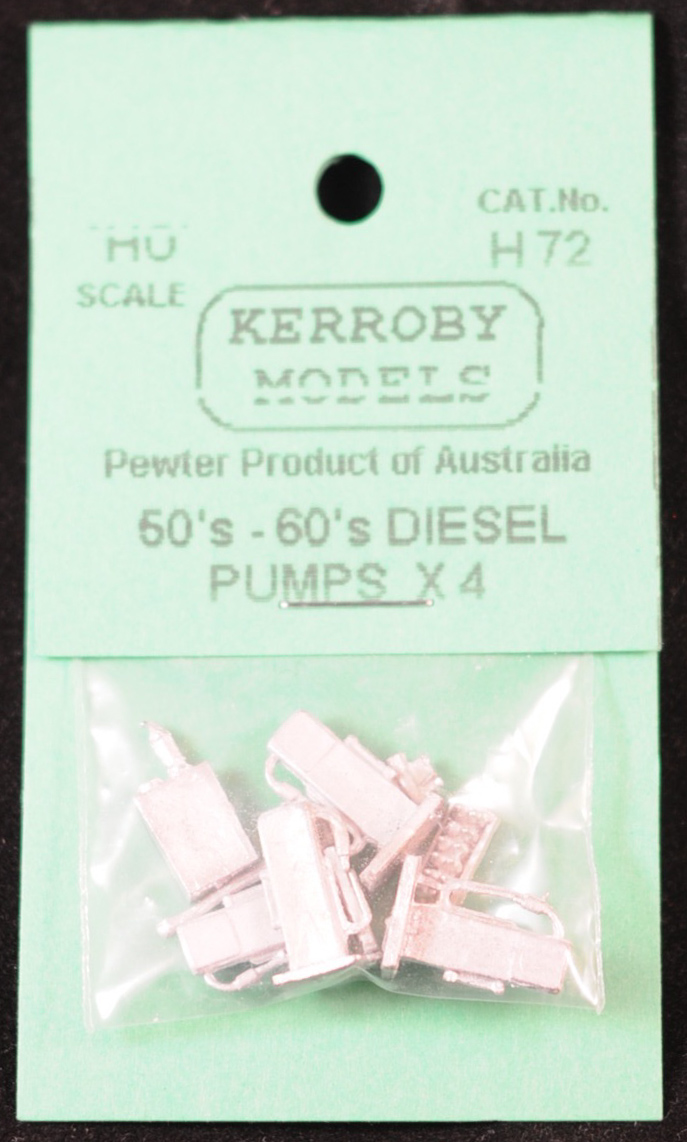 CAT.No.
HO
H 72
SCALE
KERROBY
MODELS
Pewter Product of Australia
50's - 60's DIESEL
PUMPS X 4